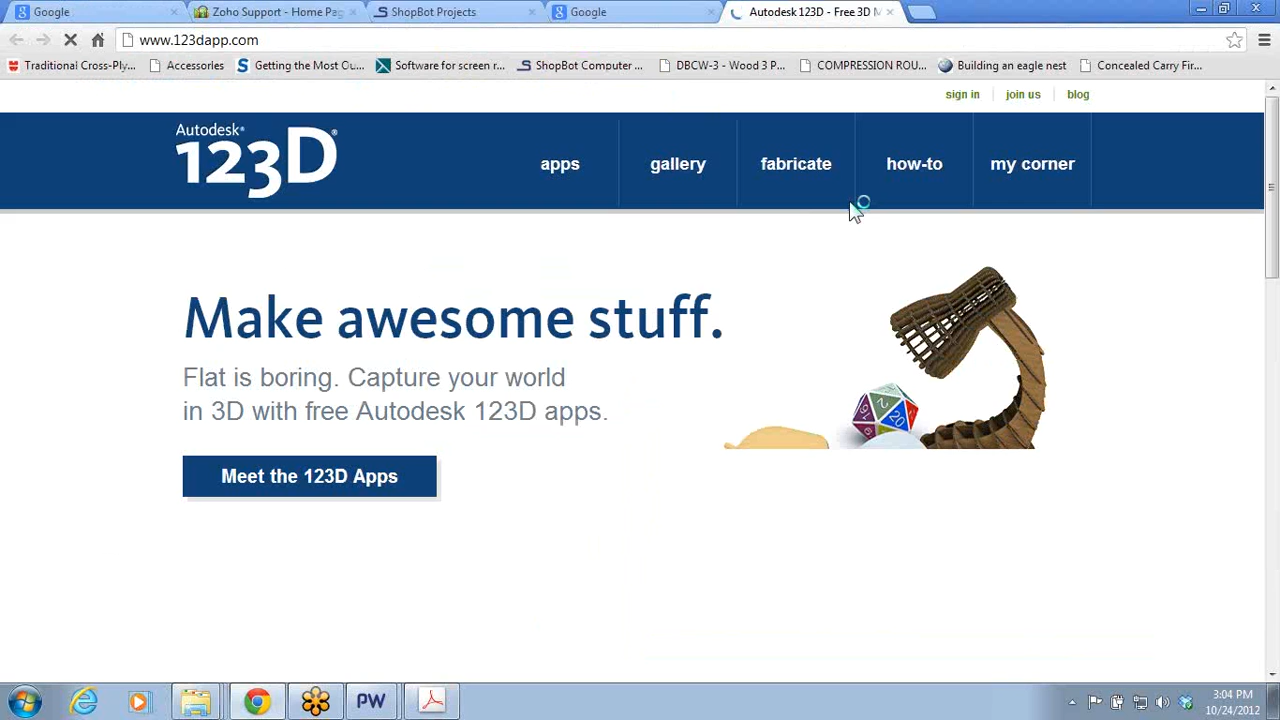 Google
Zoho Support - Home Pag
ShopBot Projects
Google
Autodesk 123D - Free 3D M
www.123dapp.com
Traditional Cross-Ply...
Accessories
Getting the Most Ou...
Software for screen r...
ShopBot Computer ...
DBCW-3 - Wood 3 P...
COMPRESSION ROU...
Building an eagle nest
Concealed Carry Fir...
sign in
join us
blog
Autodesk®
123D®
apps
gallery
fabricate
how-to
my corner
Make awesome stuff.
Flat is boring. Capture your world
in 3D with free Autodesk 123D apps.
Meet the 123D Apps
2
20
PW
3:04 PM
10/24/2012